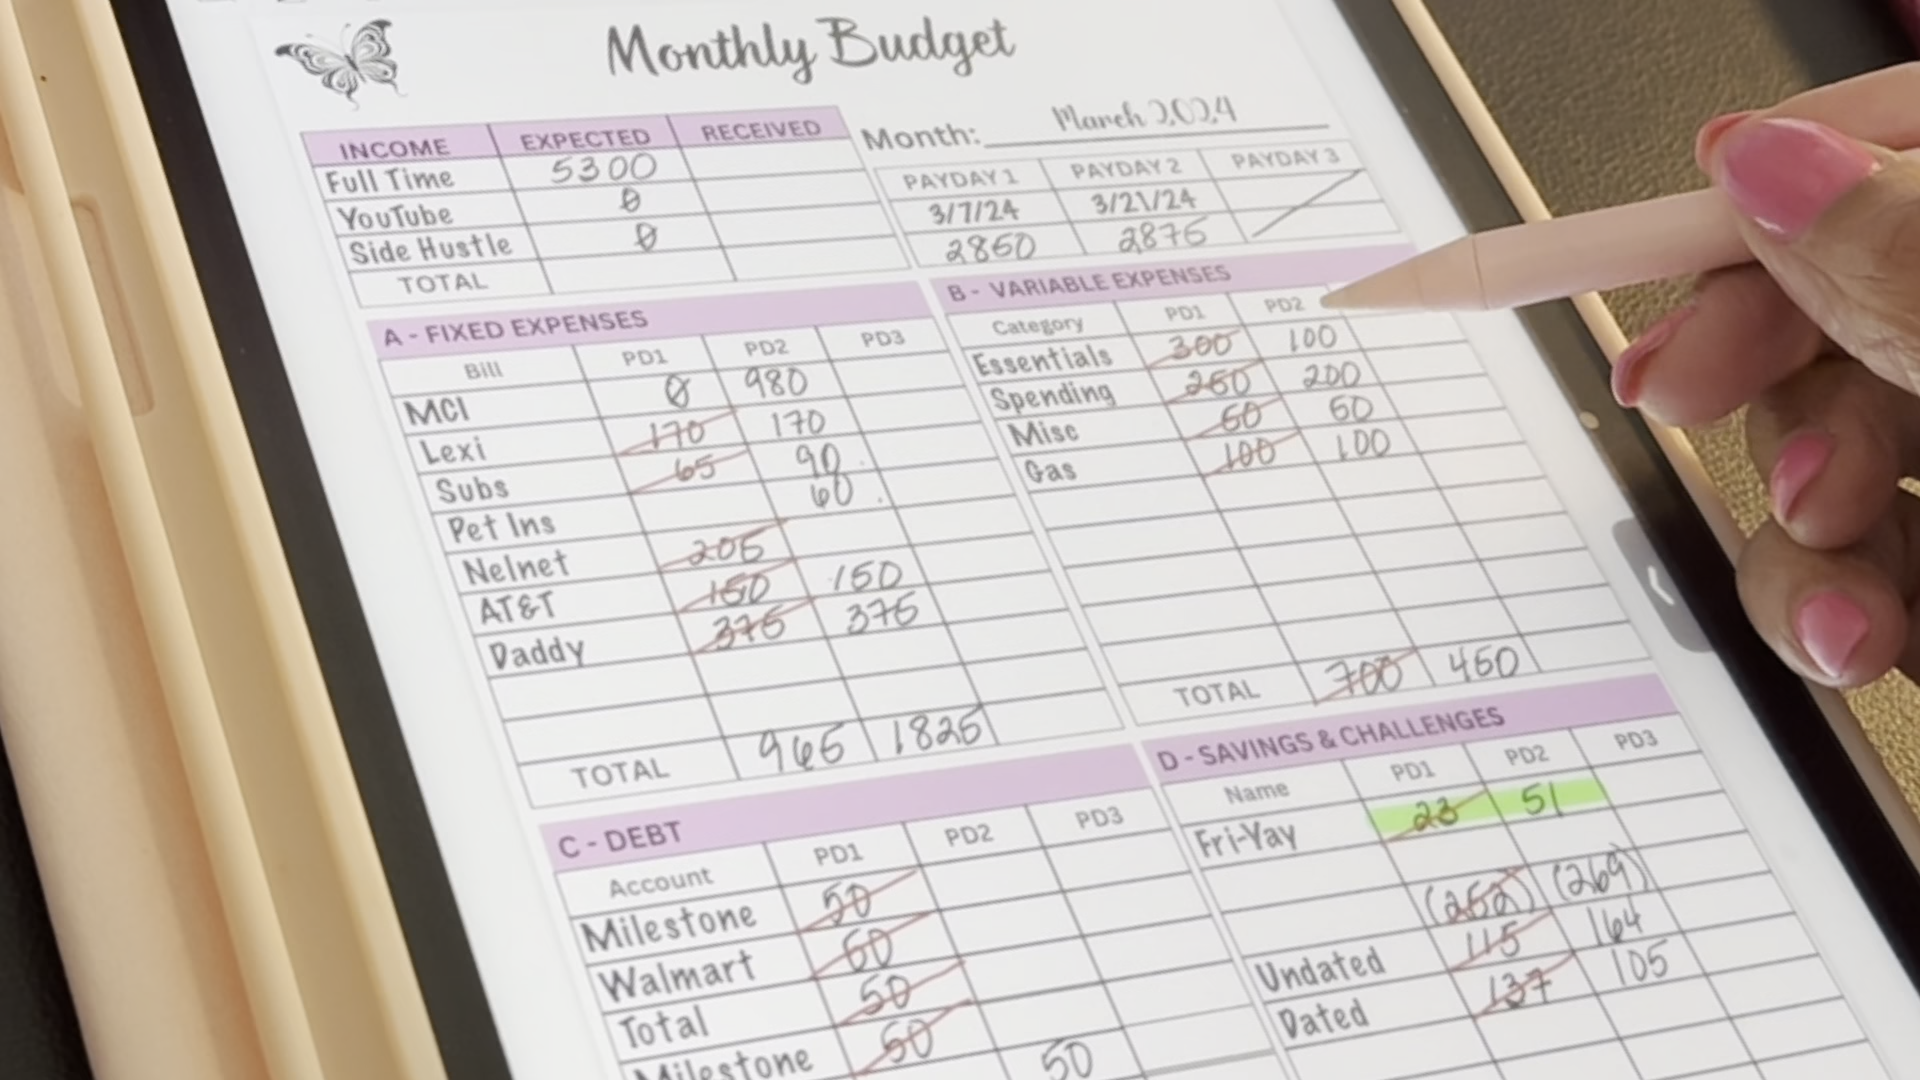 Monthly Budget
Month: March 2024
INCOME EXPECTED RECEIVED
Full Time 5300
YouTube 0
Side Hustle 0
TOTAL
PAYDAY 1 PAYDAY 2 PAYDAY 3
3/7/24 3/21/24
2850 2875
A - FIXED EXPENSES
Bill PD1 PD2 PD3
MCI 0 980
Lexi 170 170
Subs 65 90
Pet Ins 60
Nelnet 205
AT&T 150 150
Daddy 375 375
TOTAL 965 1825
B - VARIABLE EXPENSES
Category PD1 PD2
Essentials 300 100
Spending 250 200
Misc 50 50
Gas 100 100
TOTAL 700 450
C - DEBT
Account PD1 PD2 PD3
Milestone 50
Walmart 50
Total 50
Milestone 50 50
D - SAVINGS & CHALLENGES
Name PD1 PD2 PD3
Fri-Yay 23 51
(252) (269)
Undated 115 164
Dated 137 105